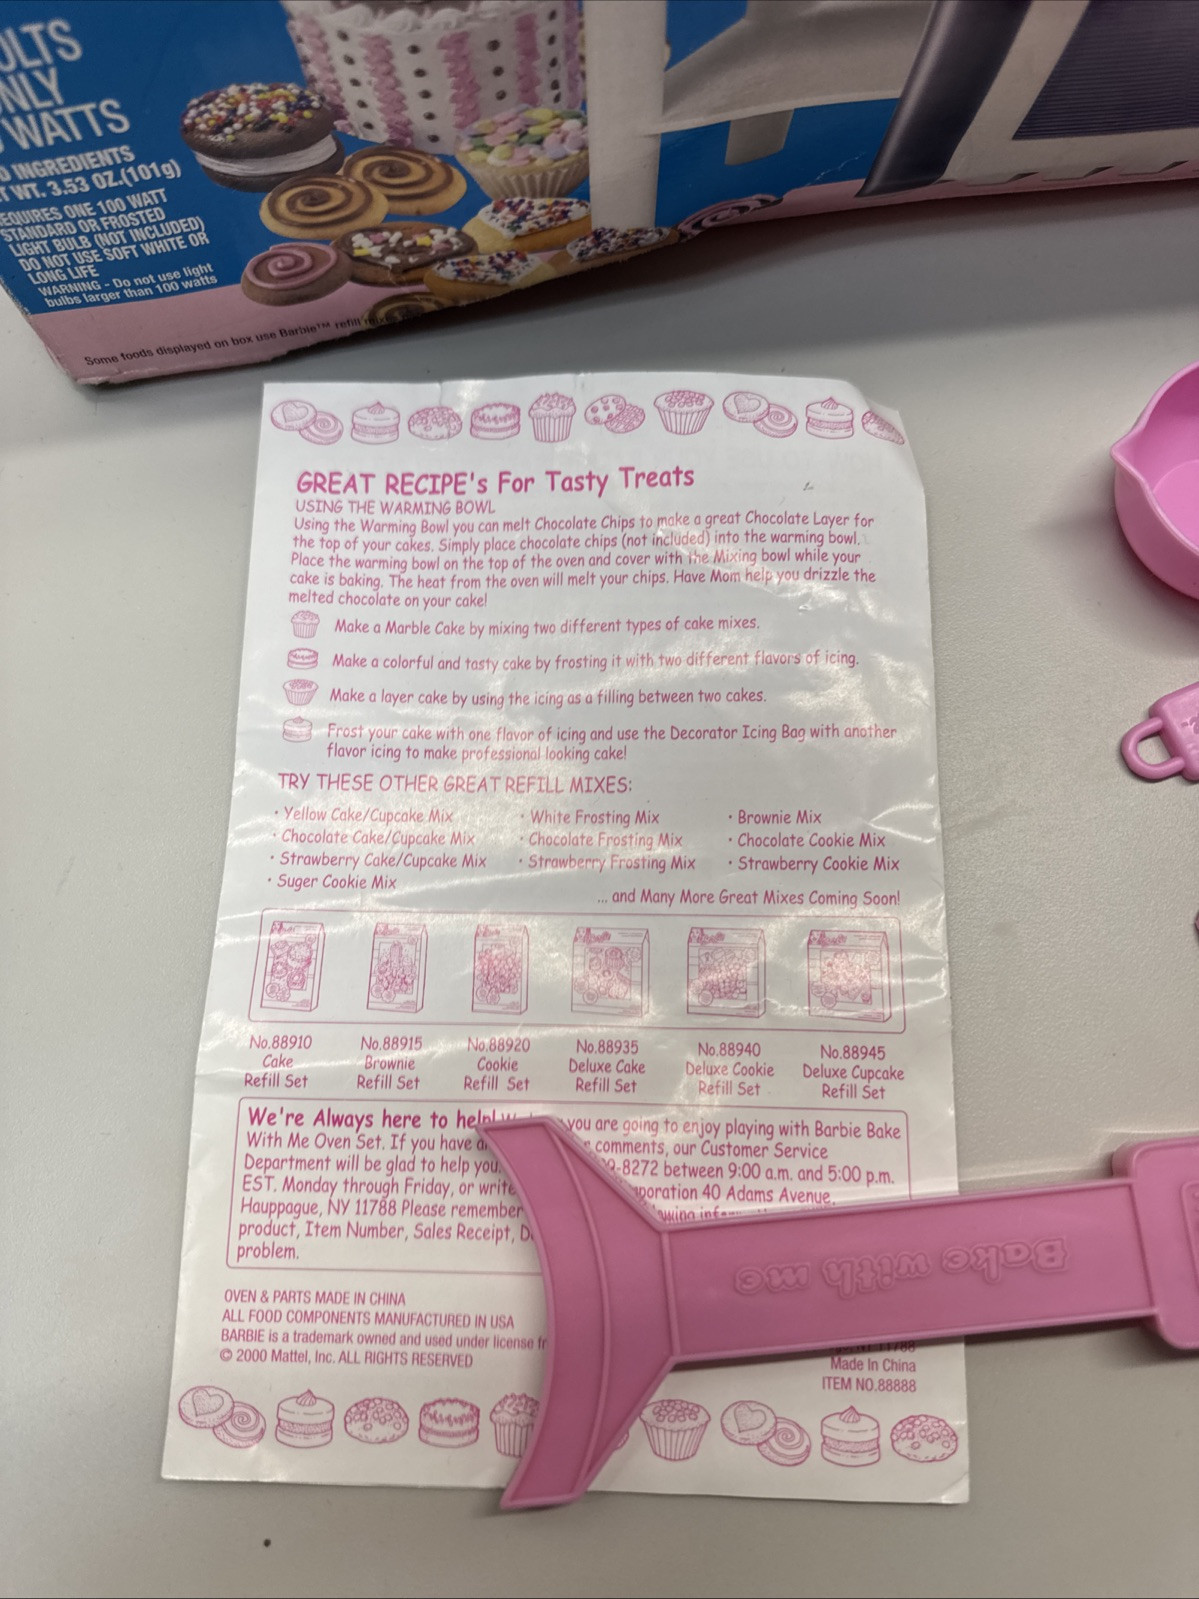 ULTS
NLY
WATTS
INGREDIENTS
WT. 3.53 OZ.(101g)
EQUIRES ONE 100 WATT
STANDARD OR FROSTED
LIGHT BULB (NOT INCLUDED)
DO NOT USE SOFT WHITE OR
LONG LIFE
WARNING - Do not use light
bulbs larger than 100 watts
Some foods displayed on box use Barbie™ refill mixes
GREAT RECIPE's For Tasty Treats
USING THE WARMING BOWL
Using the Warming Bowl you can melt Chocolate Chips to make a great Chocolate Layer for
the top of your cakes. Simply place chocolate chips (not included) into the warming bowl.
Place the warming bowl on the top of the oven and cover with the Mixing bowl while your
cake is baking. The heat from the oven will melt your chips. Have Mom help you drizzle the
melted chocolate on your cake!
Make a Marble Cake by mixing two different types of cake mixes.
Make a colorful and tasty cake by frosting it with two different flavors of icing.
Make a layer cake by using the icing as a filling between two cakes.
Frost your cake with one flavor of icing and use the Decorator Icing Bag with another
flavor icing to make professional looking cake!
TRY THESE OTHER GREAT REFILL MIXES:
• Yellow Cake/Cupcake Mix • White Frosting Mix • Brownie Mix
• Chocolate Cake/Cupcake Mix • Chocolate Frosting Mix • Chocolate Cookie Mix
• Strawberry Cake/Cupcake Mix • Strawberry Frosting Mix • Strawberry Cookie Mix
• Suger Cookie Mix
... and Many More Great Mixes Coming Soon!
No.88910 No.88915 No.88920 No.88935 No.88940 No.88945
Cake Brownie Cookie Deluxe Cake Deluxe Cookie Deluxe Cupcake
Refill Set Refill Set Refill Set Refill Set Refill Set Refill Set
We're Always here to help! you are going to enjoy playing with Barbie Bake
With Me Oven Set. If you have comments, our Customer Service
Department will be glad to help you. 9-8272 between 9:00 a.m. and 5:00 p.m.
EST. Monday through Friday, or write poration 40 Adams Avenue,
Hauppauge, NY 11788 Please remember owing
product, Item Number, Sales Receipt, D
problem.
Bake with me
OVEN & PARTS MADE IN CHINA
ALL FOOD COMPONENTS MANUFACTURED IN USA
BARBIE is a trademark owned and used under license fr
© 2000 Mattel, Inc. ALL RIGHTS RESERVED
11788
Made In China
ITEM NO.88888